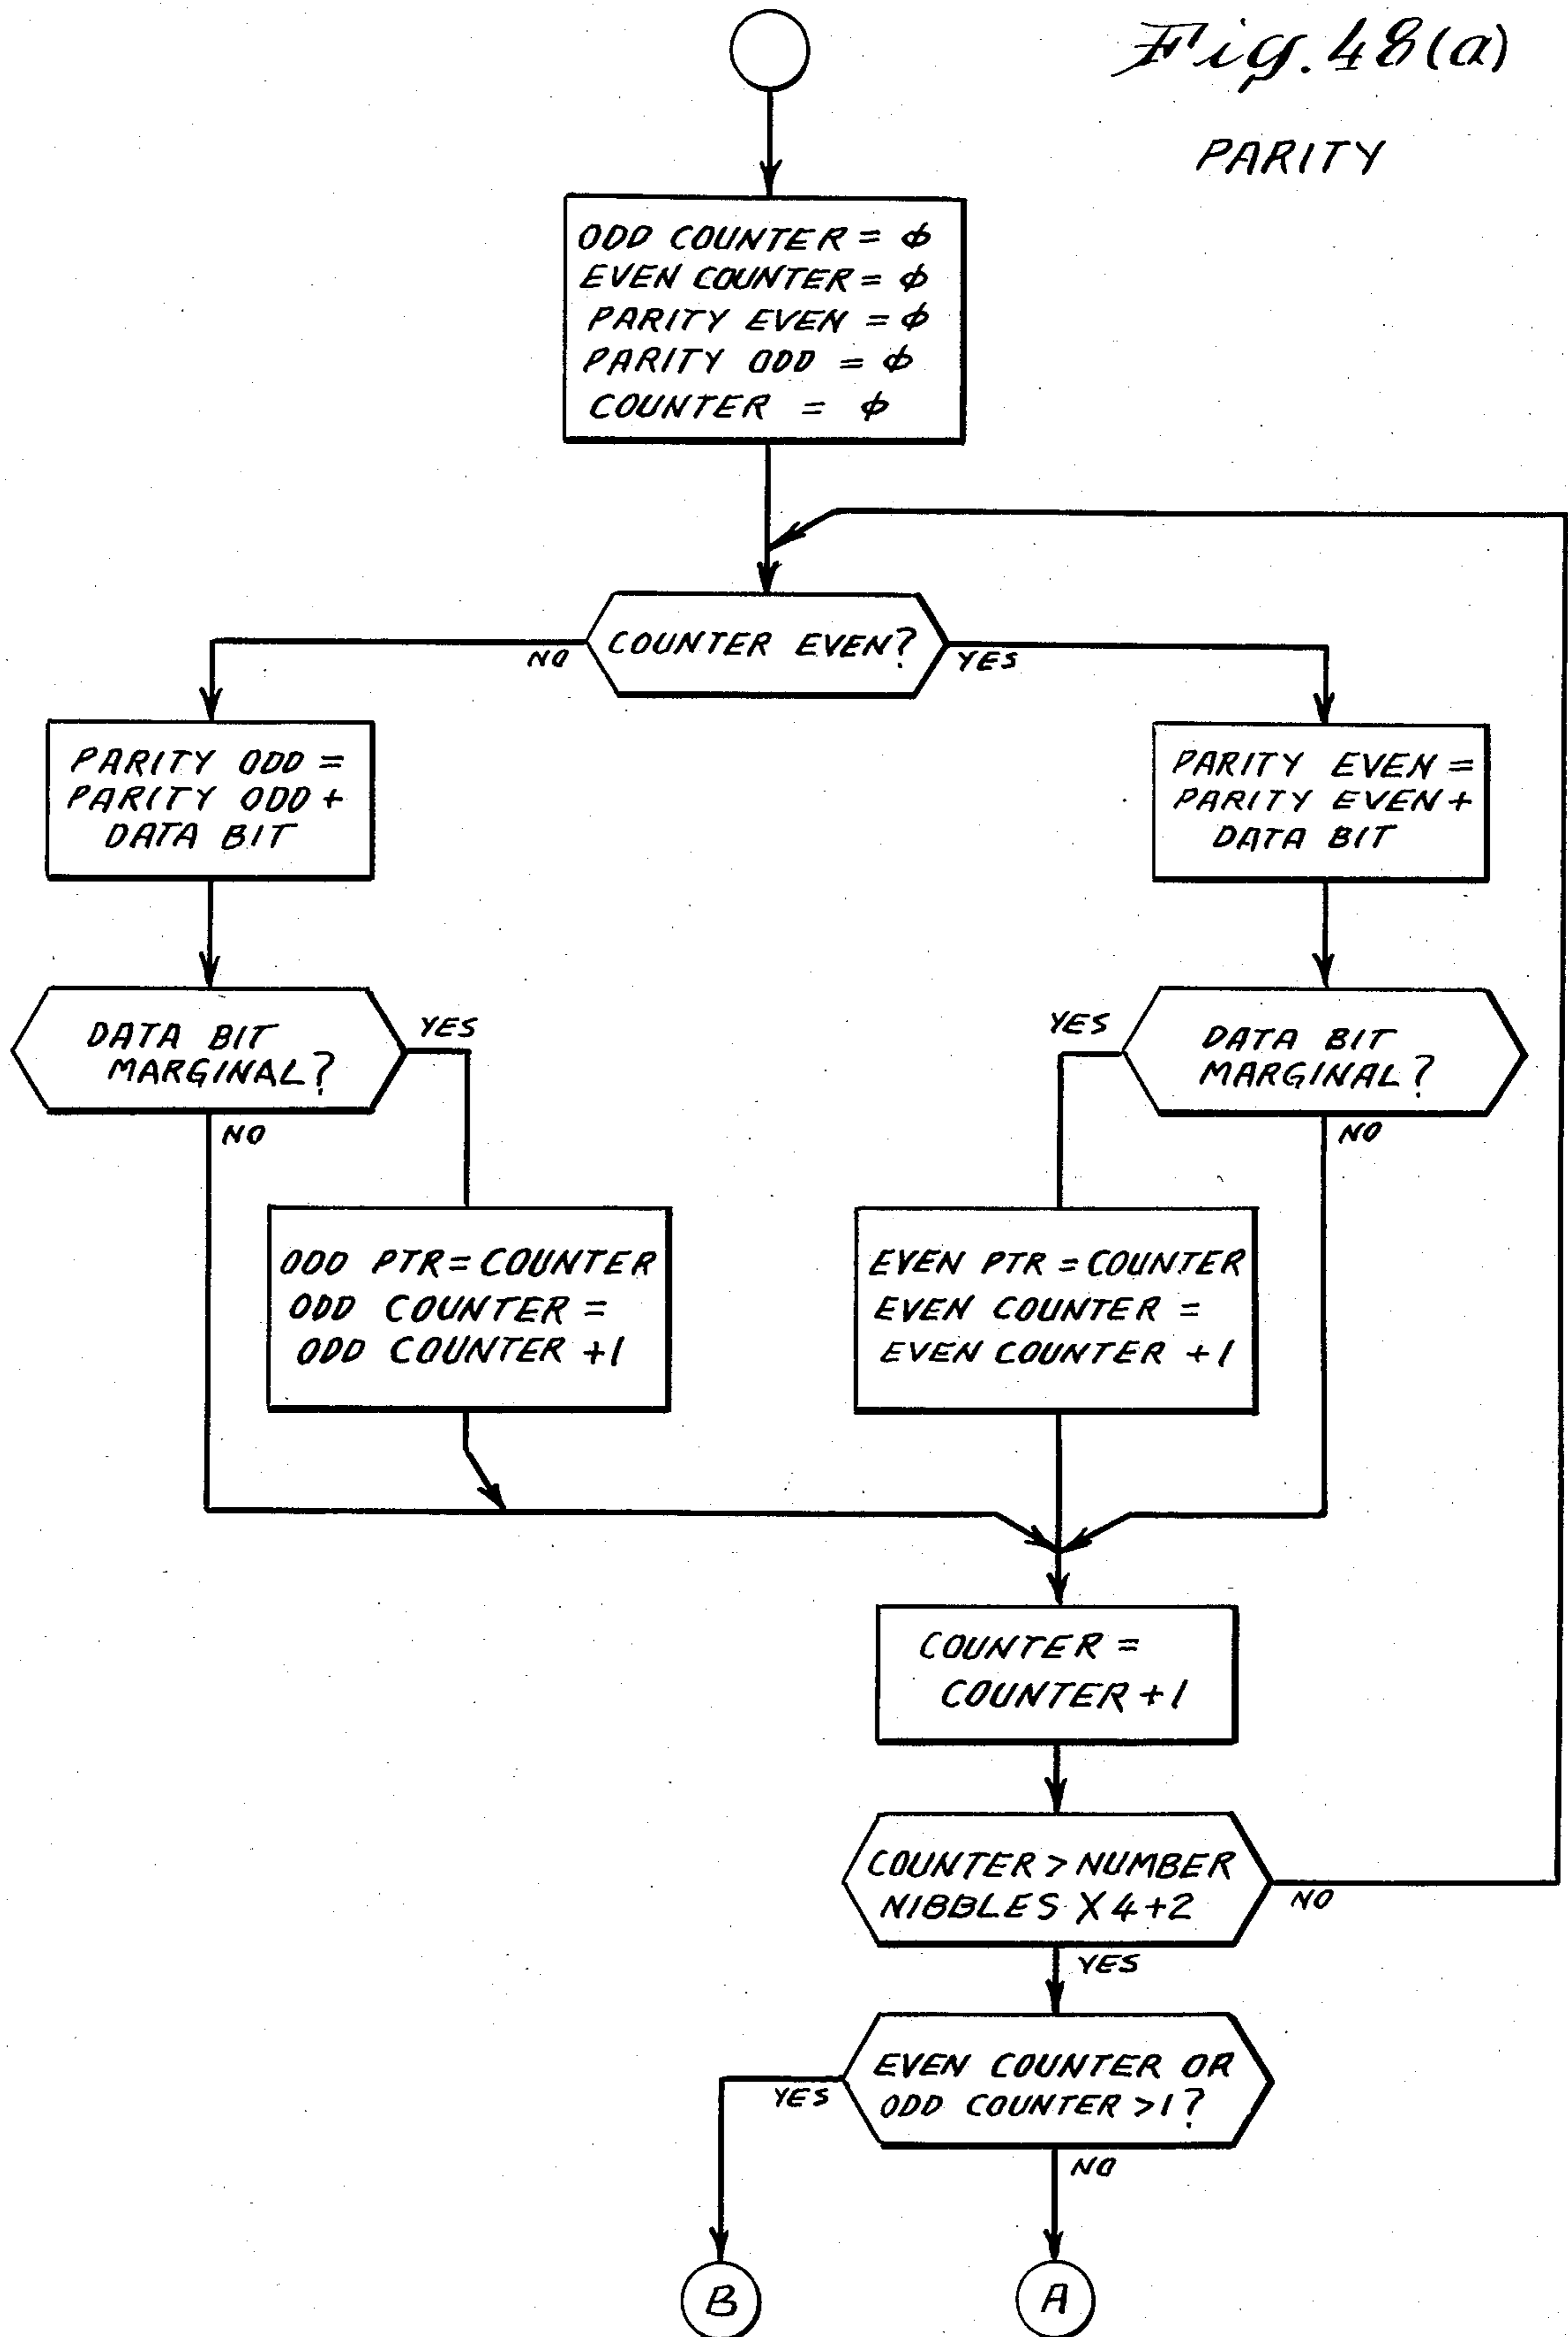 Fig. 48(a)
PARITY
ODD COUNTER = ϕ
EVEN COUNTER = ϕ
PARITY EVEN = ϕ
PARITY ODD = ϕ
COUNTER = ϕ
COUNTER EVEN?
NO
YES
PARITY ODD =
PARITY ODD +
DATA BIT
PARITY EVEN =
PARITY EVEN +
DATA BIT
DATA BIT
MARGINAL?
YES
NO
YES
DATA BIT
MARGINAL?
NO
ODD PTR = COUNTER
ODD COUNTER =
ODD COUNTER +1
EVEN PTR = COUNTER
EVEN COUNTER =
EVEN COUNTER +1
COUNTER =
COUNTER +1
COUNTER > NUMBER
NIBBLES X 4+2
NO
YES
EVEN COUNTER OR
ODD COUNTER >1?
YES
NO
B
A